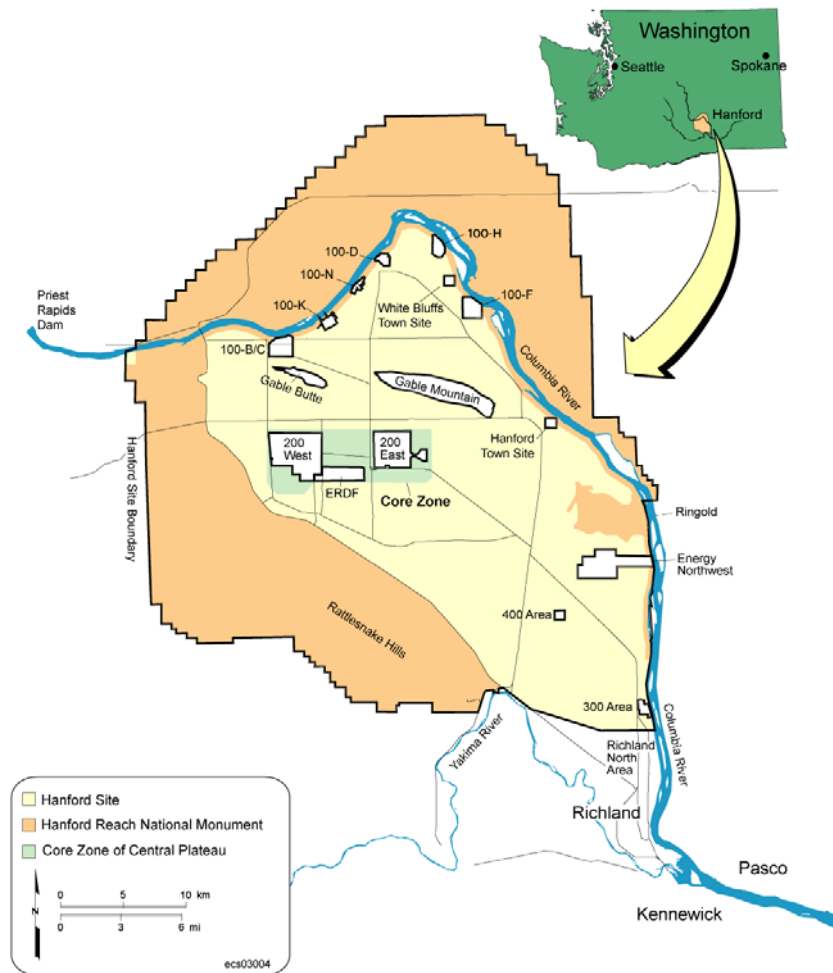 Washington
Seattle
Spokane
Hanford
100-H
100-D
100-N
100-K
100-F
White Bluffs
Town Site
Priest
Rapids
Dam
100-B/C
Gable Butte
Gable Mountain
Columbia River
200
West
200
East
Hanford
Town Site
ERDF
Core Zone
Hanford Site Boundary
Ringold
Energy
Northwest
Rattlesnake Hills
400 Area
300 Area
Columbia River
Yakima River
Richland
North
Area
Richland
Pasco
Kennewick
Hanford Site
Hanford Reach National Monument
Core Zone of Central Plateau
N
0 5 10 km
0 3 6 mi
ecs03004